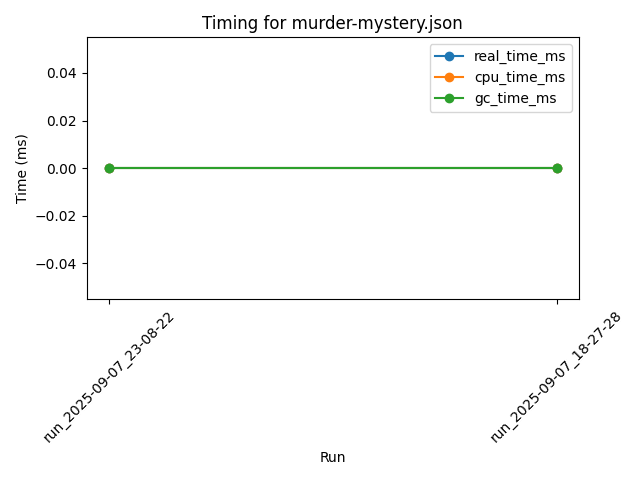 Timing for murder-mystery.json
real_time_ms
cpu_time_ms
gc_time_ms
Time (ms)
0.04
0.02
0.00
−0.02
−0.04
run_2025-09-07_23-08-22
run_2025-09-07_18-27-28
Run